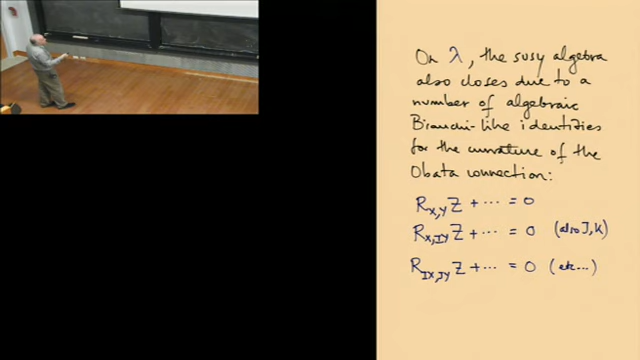 On λ, the susy algebra
also closes due to a
number of algebraic
Bianchi-like identities
for the curvature of the
Obata connection:
R_{X,Y} Z + ··· = 0
R_{X,IY} Z + ··· = 0 (also J, K)
R_{IX,JY} Z + ··· = 0 (etc...)